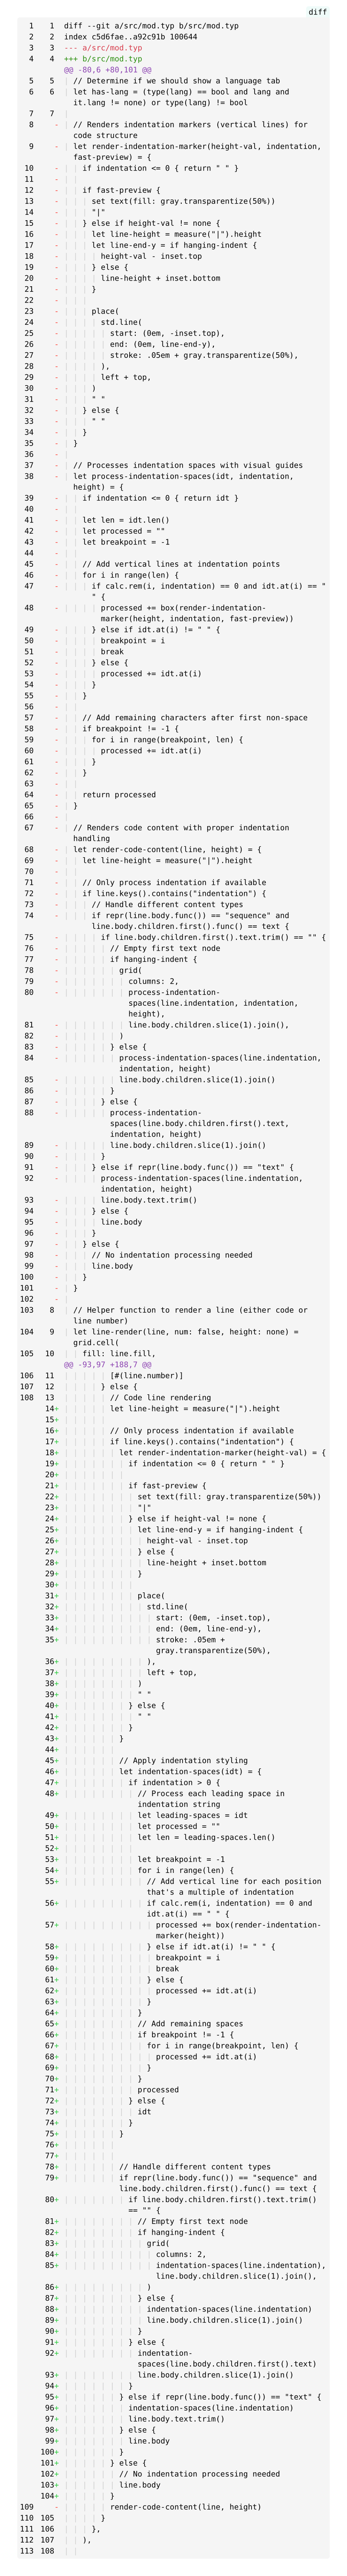 diff
1 1 diff --git a/src/mod.typ b/src/mod.typ
2 2 index c5d6fae..a92c91b 100644
3 3 --- a/src/mod.typ
4 4 +++ b/src/mod.typ
@@ -80,6 +80,101 @@
5 5 // Determine if we should show a language tab
6 6 let has-lang = (type(lang) == bool and lang and
it.lang != none) or type(lang) != bool
7 7
8 - // Renders indentation markers (vertical lines) for
code structure
9 - let render-indentation-marker(height-val, indentation,
fast-preview) = {
10 - if indentation <= 0 { return " " }
11 -
12 - if fast-preview {
13 - set text(fill: gray.transparentize(50%))
14 - "|"
15 - } else if height-val != none {
16 - let line-height = measure("|").height
17 - let line-end-y = if hanging-indent {
18 - height-val - inset.top
19 - } else {
20 - line-height + inset.bottom
21 - }
22 -
23 - place(
24 - std.line(
25 - start: (0em, -inset.top),
26 - end: (0em, line-end-y),
27 - stroke: .05em + gray.transparentize(50%),
28 - ),
29 - left + top,
30 - )
31 - " "
32 - } else {
33 - " "
34 - }
35 - }
36 -
37 - // Processes indentation spaces with visual guides
38 - let process-indentation-spaces(idt, indentation,
height) = {
39 - if indentation <= 0 { return idt }
40 -
41 - let len = idt.len()
42 - let processed = ""
43 - let breakpoint = -1
44 -
45 - // Add vertical lines at indentation points
46 - for i in range(len) {
47 - if calc.rem(i, indentation) == 0 and idt.at(i) == "
" {
48 - processed += box(render-indentation-
marker(height, indentation, fast-preview))
49 - } else if idt.at(i) != " " {
50 - breakpoint = i
51 - break
52 - } else {
53 - processed += idt.at(i)
54 - }
55 - }
56 -
57 - // Add remaining characters after first non-space
58 - if breakpoint != -1 {
59 - for i in range(breakpoint, len) {
60 - processed += idt.at(i)
61 - }
62 - }
63 -
64 - return processed
65 - }
66 -
67 - // Renders code content with proper indentation
handling
68 - let render-code-content(line, height) = {
69 - let line-height = measure("|").height
70 -
71 - // Only process indentation if available
72 - if line.keys().contains("indentation") {
73 - // Handle different content types
74 - if repr(line.body.func()) == "sequence" and
line.body.children.first().func() == text {
75 - if line.body.children.first().text.trim() == "" {
76 - // Empty first text node
77 - if hanging-indent {
78 - grid(
79 - columns: 2,
80 - process-indentation-
spaces(line.indentation, indentation,
height),
81 - line.body.children.slice(1).join(),
82 - )
83 - } else {
84 - process-indentation-spaces(line.indentation,
indentation, height)
85 - line.body.children.slice(1).join()
86 - }
87 - } else {
88 - process-indentation-
spaces(line.body.children.first().text,
indentation, height)
89 - line.body.children.slice(1).join()
90 - }
91 - } else if repr(line.body.func()) == "text" {
92 - process-indentation-spaces(line.indentation,
indentation, height)
93 - line.body.text.trim()
94 - } else {
95 - line.body
96 - }
97 - } else {
98 - // No indentation processing needed
99 - line.body
100 - }
101 - }
102 -
103 8 // Helper function to render a line (either code or
line number)
104 9 let line-render(line, num: false, height: none) =
grid.cell(
105 10 fill: line.fill,
@@ -93,97 +188,7 @@
106 11 [#(line.number)]
107 12 } else {
108 13 // Code line rendering
14+ let line-height = measure("|").height
15+
16+ // Only process indentation if available
17+ if line.keys().contains("indentation") {
18+ let render-indentation-marker(height-val) = {
19+ if indentation <= 0 { return " " }
20+
21+ if fast-preview {
22+ set text(fill: gray.transparentize(50%))
23+ "|"
24+ } else if height-val != none {
25+ let line-end-y = if hanging-indent {
26+ height-val - inset.top
27+ } else {
28+ line-height + inset.bottom
29+ }
30+
31+ place(
32+ std.line(
33+ start: (0em, -inset.top),
34+ end: (0em, line-end-y),
35+ stroke: .05em +
gray.transparentize(50%),
36+ ),
37+ left + top,
38+ )
39+ " "
40+ } else {
41+ " "
42+ }
43+ }
44+
45+ // Apply indentation styling
46+ let indentation-spaces(idt) = {
47+ if indentation > 0 {
48+ // Process each leading space in
indentation string
49+ let leading-spaces = idt
50+ let processed = ""
51+ let len = leading-spaces.len()
52+
53+ let breakpoint = -1
54+ for i in range(len) {
55+ // Add vertical line for each position
that's a multiple of indentation
56+ if calc.rem(i, indentation) == 0 and
idt.at(i) == " " {
57+ processed += box(render-indentation-
marker(height))
58+ } else if idt.at(i) != " " {
59+ breakpoint = i
60+ break
61+ } else {
62+ processed += idt.at(i)
63+ }
64+ }
65+ // Add remaining spaces
66+ if breakpoint != -1 {
67+ for i in range(breakpoint, len) {
68+ processed += idt.at(i)
69+ }
70+ }
71+ processed
72+ } else {
73+ idt
74+ }
75+ }
76+
77+
78+ // Handle different content types
79+ if repr(line.body.func()) == "sequence" and
line.body.children.first().func() == text {
80+ if line.body.children.first().text.trim()
== "" {
81+ // Empty first text node
82+ if hanging-indent {
83+ grid(
84+ columns: 2,
85+ indentation-spaces(line.indentation),
line.body.children.slice(1).join(),
86+ )
87+ } else {
88+ indentation-spaces(line.indentation)
89+ line.body.children.slice(1).join()
90+ }
91+ } else {
92+ indentation-
spaces(line.body.children.first().text)
93+ line.body.children.slice(1).join()
94+ }
95+ } else if repr(line.body.func()) == "text" {
96+ indentation-spaces(line.indentation)
97+ line.body.text.trim()
98+ } else {
99+ line.body
100+ }
101+ } else {
102+ // No indentation processing needed
103+ line.body
104+ }
109 - render-code-content(line, height)
110 105 }
111 106 },
112 107 ),
113 108